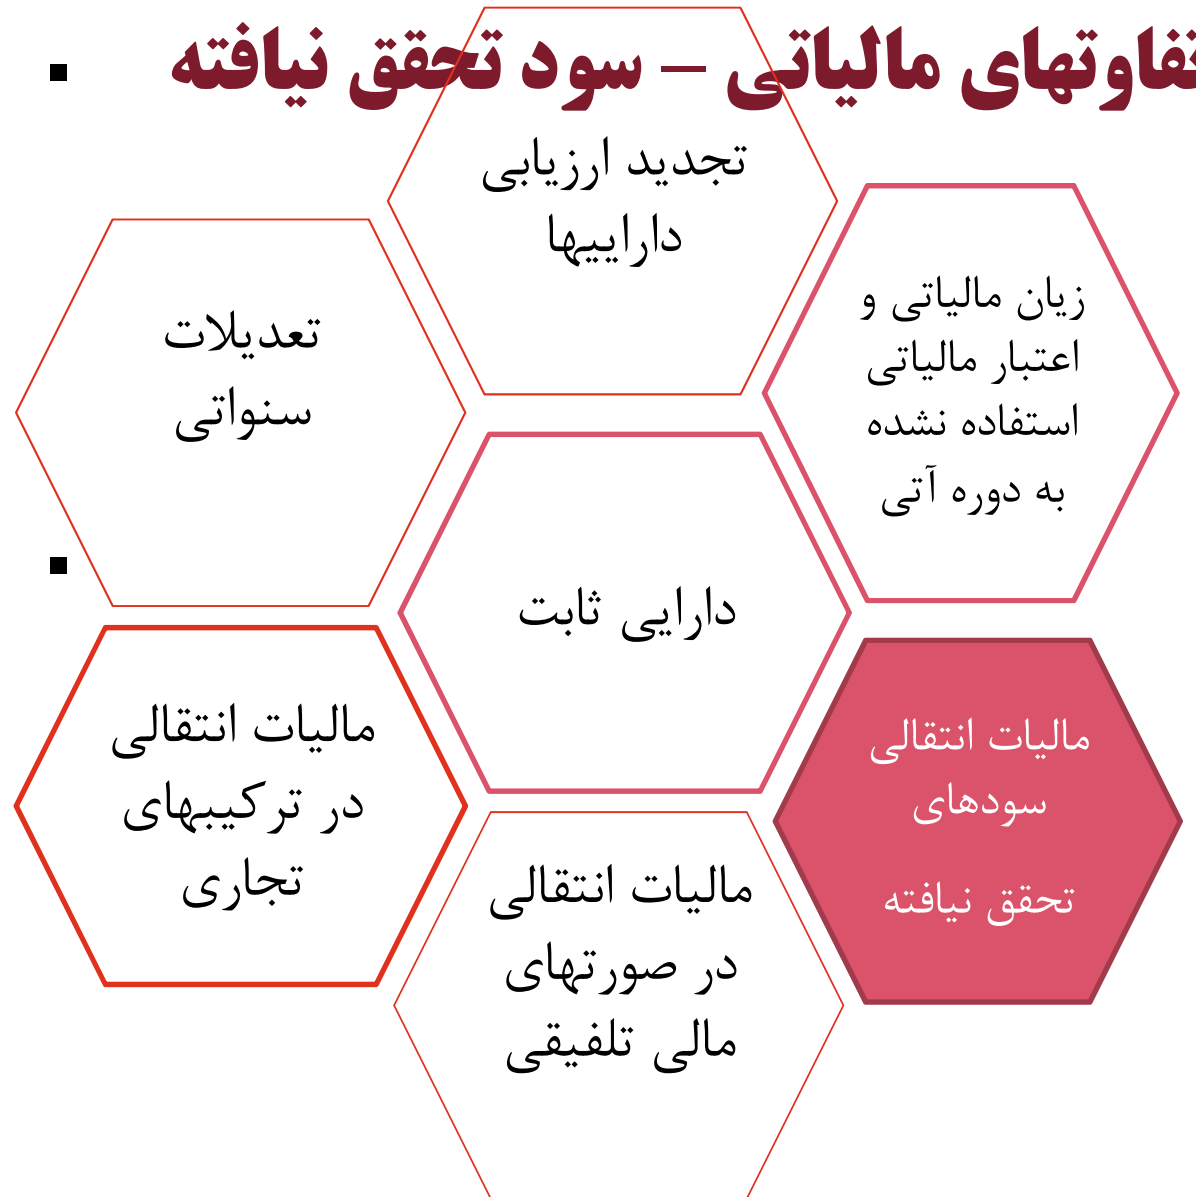 تفاوتهای مالیاتی – سود تحقق نیافته
تجدید ارزیابی
داراییها
زیان مالیاتی و
اعتبار مالیاتی
استفاده نشده
به دوره آتی
تعدیلات
سنواتی
دارایی ثابت
مالیات انتقالی
سودهای
تحقق نیافته
مالیات انتقالی
در ترکیبهای
تجاری
مالیات انتقالی
در صورتهای
مالی تلفیقی